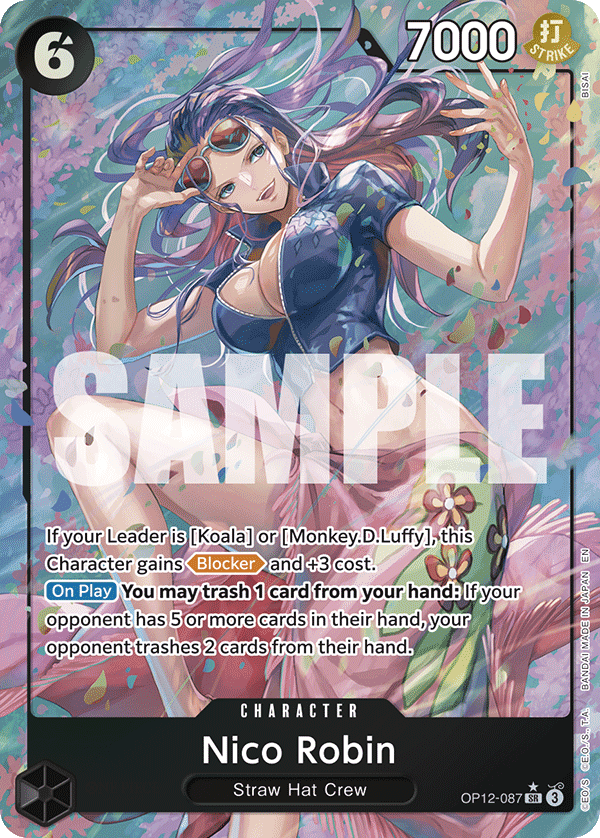 6
7000
打
STRIKE
BISAI
SAMPLE
If your Leader is [Koala] or [Monkey.D.Luffy], this
Character gains Blocker and +3 cost.
On Play You may trash 1 card from your hand: If your
opponent has 5 or more cards in their hand, your
opponent trashes 2 cards from their hand.
©E.O./S. ©E.O./S., T.A. BANDAI MADE IN JAPAN EN
CHARACTER
Nico Robin
Straw Hat Crew
OP12-087 SR ★ 3